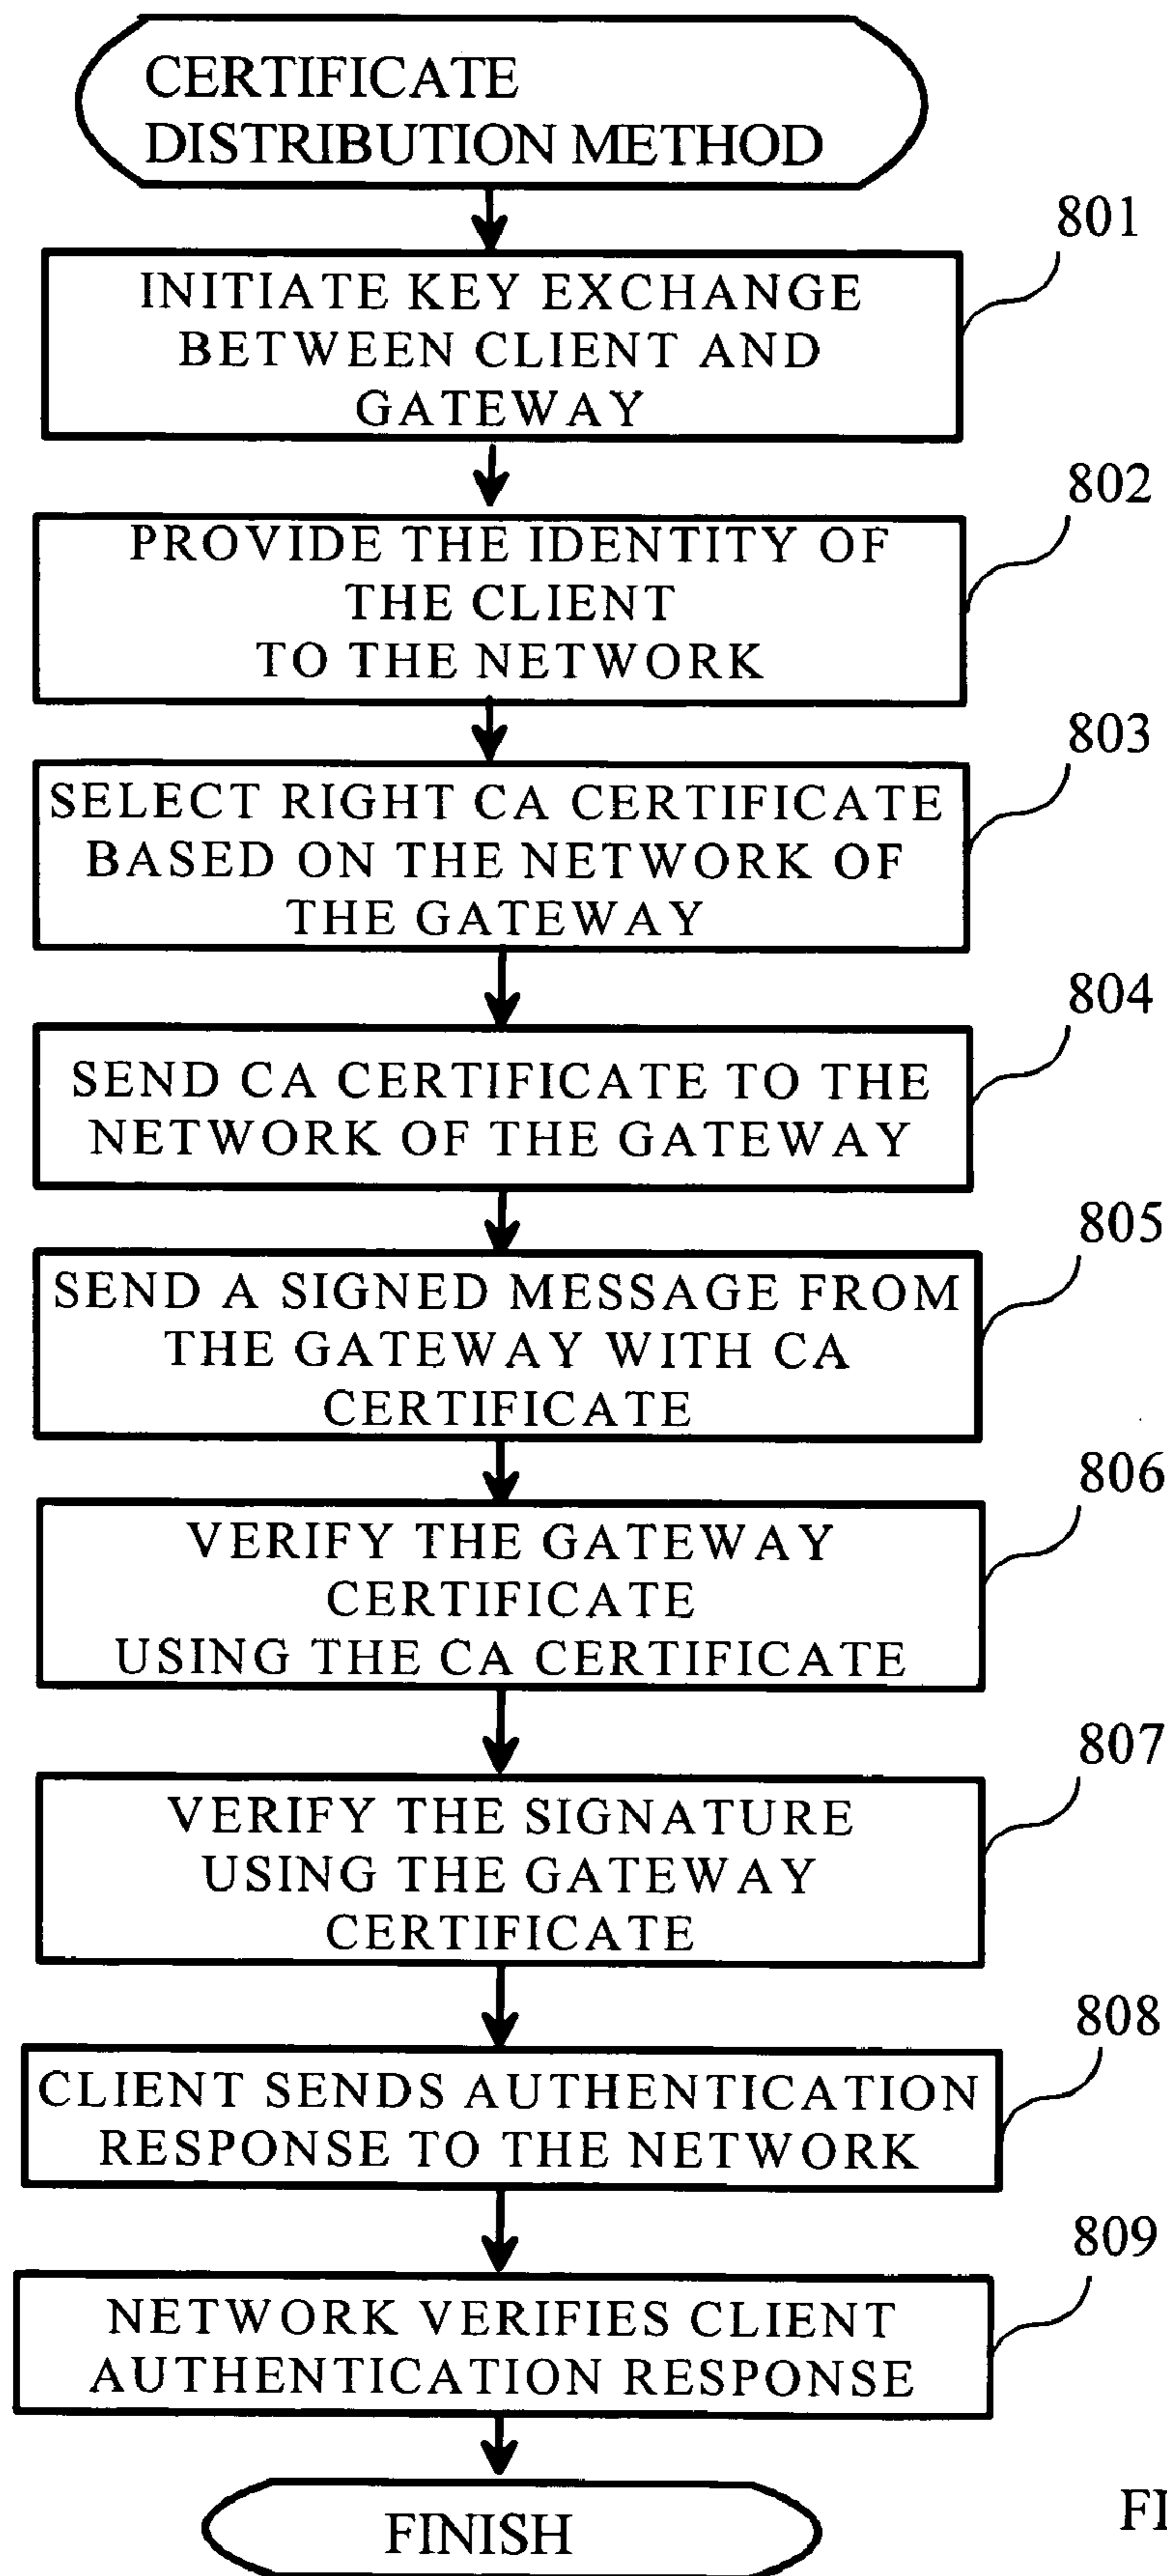 CERTIFICATE
DISTRIBUTION METHOD
801
INITIATE KEY EXCHANGE
BETWEEN CLIENT AND
GATEWAY
802
PROVIDE THE IDENTITY OF
THE CLIENT
TO THE NETWORK
803
SELECT RIGHT CA CERTIFICATE
BASED ON THE NETWORK OF
THE GATEWAY
804
SEND CA CERTIFICATE TO THE
NETWORK OF THE GATEWAY
805
SEND A SIGNED MESSAGE FROM
THE GATEWAY WITH CA
CERTIFICATE
806
VERIFY THE GATEWAY
CERTIFICATE
USING THE CA CERTIFICATE
807
VERIFY THE SIGNATURE
USING THE GATEWAY
CERTIFICATE
808
CLIENT SENDS AUTHENTICATION
RESPONSE TO THE NETWORK
809
NETWORK VERIFIES CLIENT
AUTHENTICATION RESPONSE
FINISH